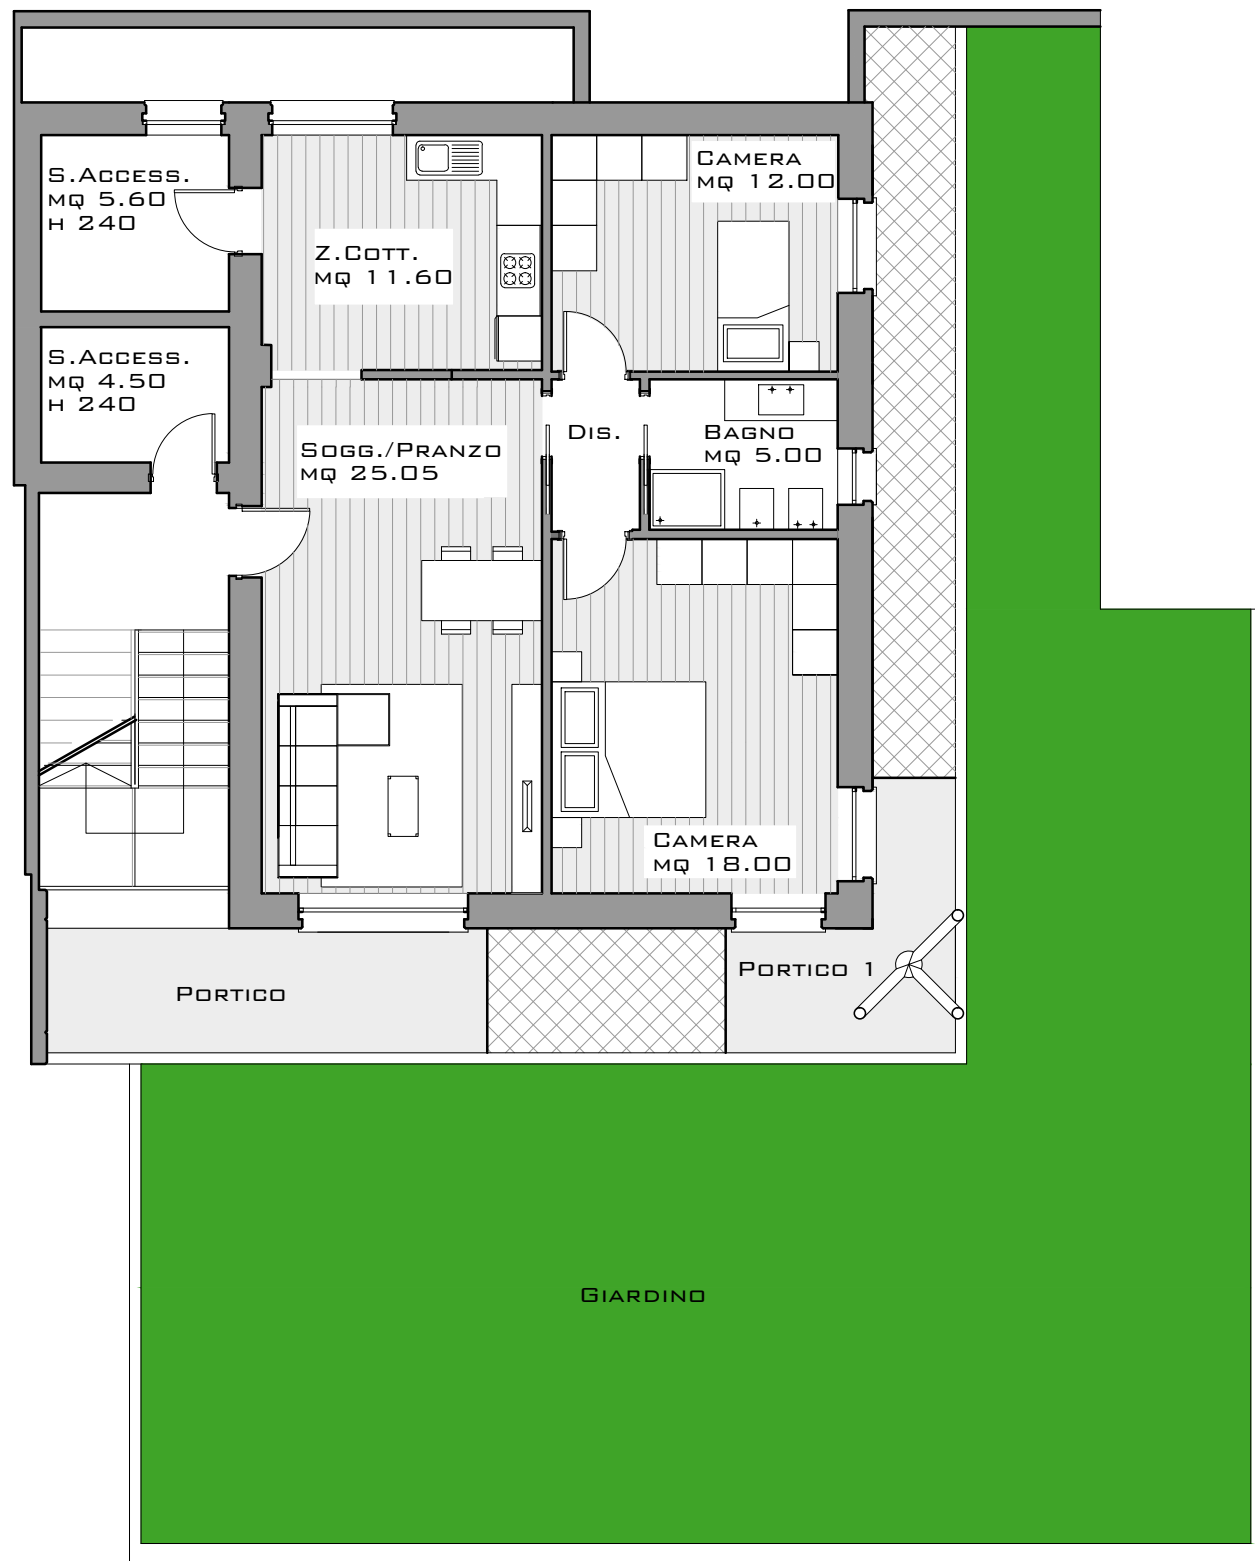 S.Access.
MQ 5.60
H 240
Z.Cott.
MQ 11.60
Camera
MQ 12.00
S.Access.
MQ 4.50
H 240
Sogg./Pranzo
MQ 25.05
Dis.
Bagno
MQ 5.00
Camera
MQ 18.00
Portico
Portico 1
Giardino